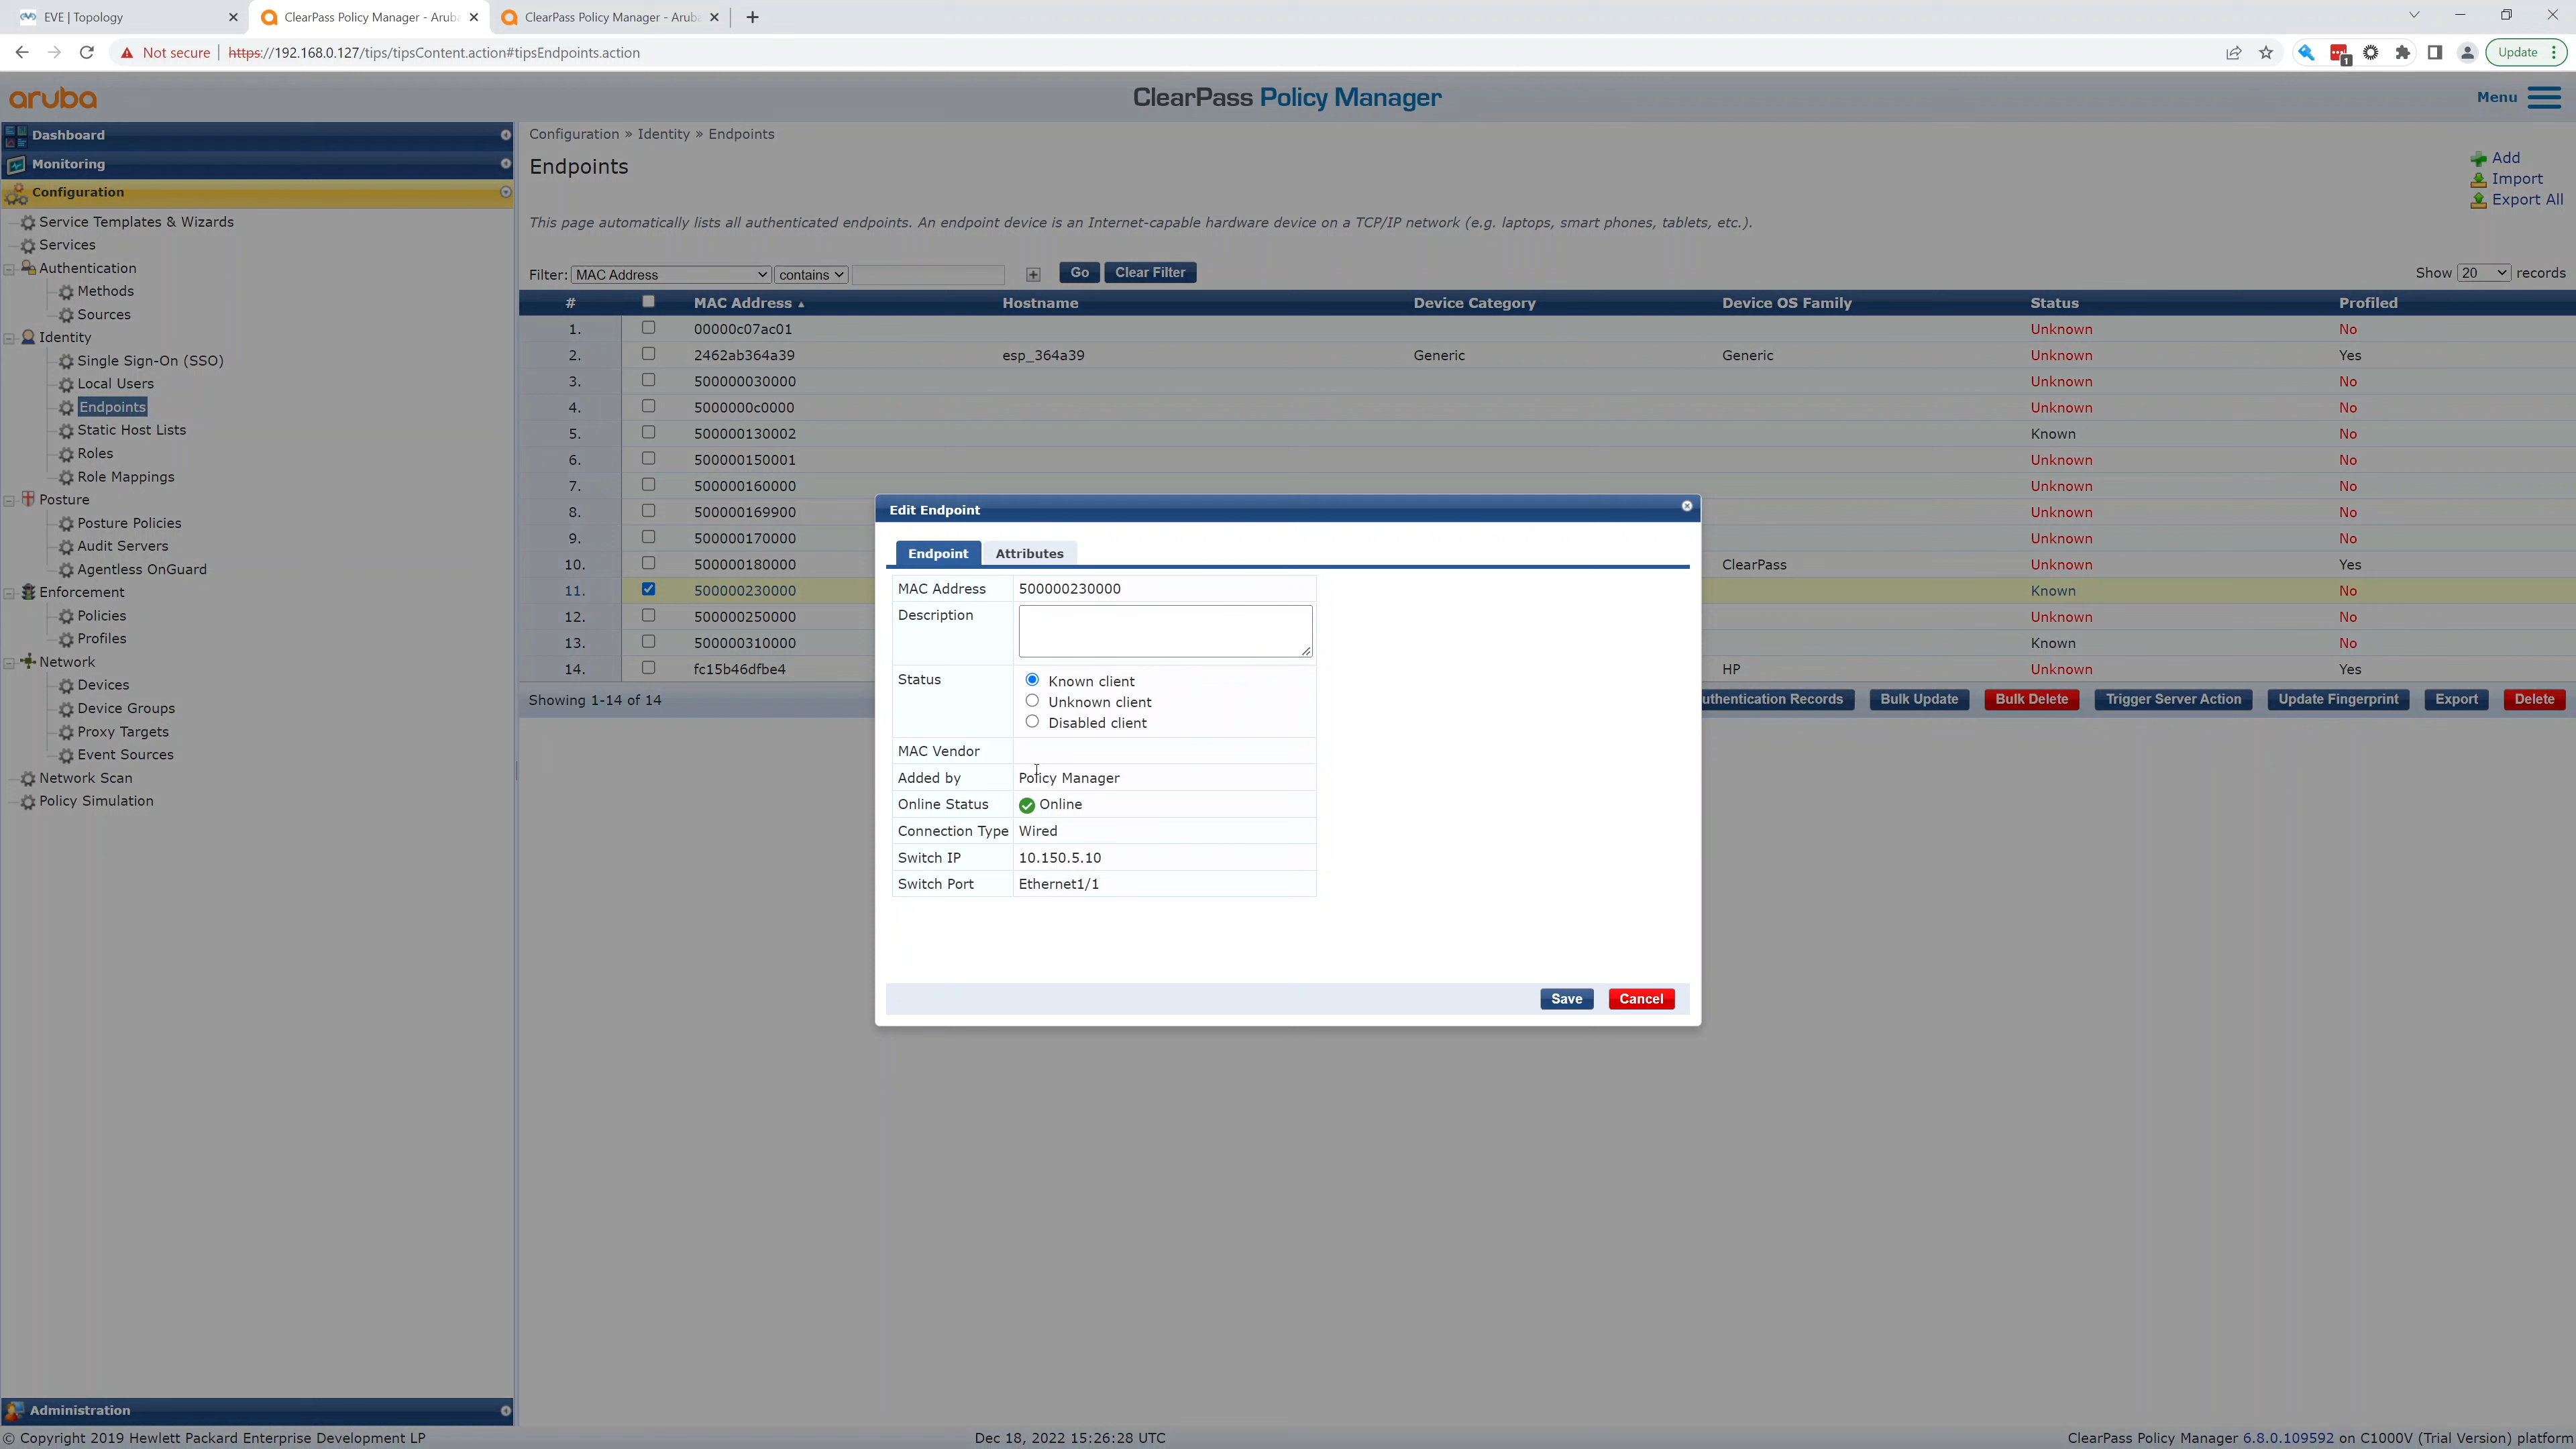 EVE | Topology
ClearPass Policy Manager - Arub
ClearPass Policy Manager - Arub
Not secure
https://192.168.0.127/tips/tipsContent.action#tipsEndpoints.action
1
Update
aruba
ClearPass Policy Manager
Menu
Dashboard
Monitoring
Configuration
Service Templates & Wizards
Services
Authentication
Methods
Sources
Identity
Single Sign-On (SSO)
Local Users
Endpoints
Static Host Lists
Roles
Role Mappings
Posture
Posture Policies
Audit Servers
Agentless OnGuard
Enforcement
Policies
Profiles
Network
Devices
Device Groups
Proxy Targets
Event Sources
Network Scan
Policy Simulation
Administration
Configuration » Identity » Endpoints
Endpoints
Add
Import
Export All
This page automatically lists all authenticated endpoints. An endpoint device is an Internet-capable hardware device on a TCP/IP network (e.g. laptops, smart phones, tablets, etc.).
Filter: MAC Address contains Go Clear Filter Show 20 records
# MAC Address Hostname Device Category Device OS Family Status Profiled
1. 00000c07ac01 Unknown No
2. 2462ab364a39 esp_364a39 Generic Generic Unknown Yes
3. 500000030000 Unknown No
4. 5000000c0000 Unknown No
5. 500000130002 Known No
6. 500000150001 Unknown No
7. 500000160000 Unknown No
8. 500000169900 Unknown No
9. 500000170000 Unknown No
10. 500000180000 ClearPass Unknown Yes
11. 500000230000 Known No
12. 500000250000 Unknown No
13. 500000310000 Known No
14. fc15b46dfbe4 HP Unknown Yes
Showing 1-14 of 14 uthentication Records Bulk Update Bulk Delete Trigger Server Action Update Fingerprint Export Delete
Edit Endpoint
Endpoint Attributes
MAC Address 500000230000
Description
Status Known client
Unknown client
Disabled client
MAC Vendor
Added by Policy Manager
Online Status Online
Connection Type Wired
Switch IP 10.150.5.10
Switch Port Ethernet1/1
Save Cancel
© Copyright 2019 Hewlett Packard Enterprise Development LP
Dec 18, 2022 15:26:28 UTC
ClearPass Policy Manager 6.8.0.109592 on C1000V (Trial Version) platform